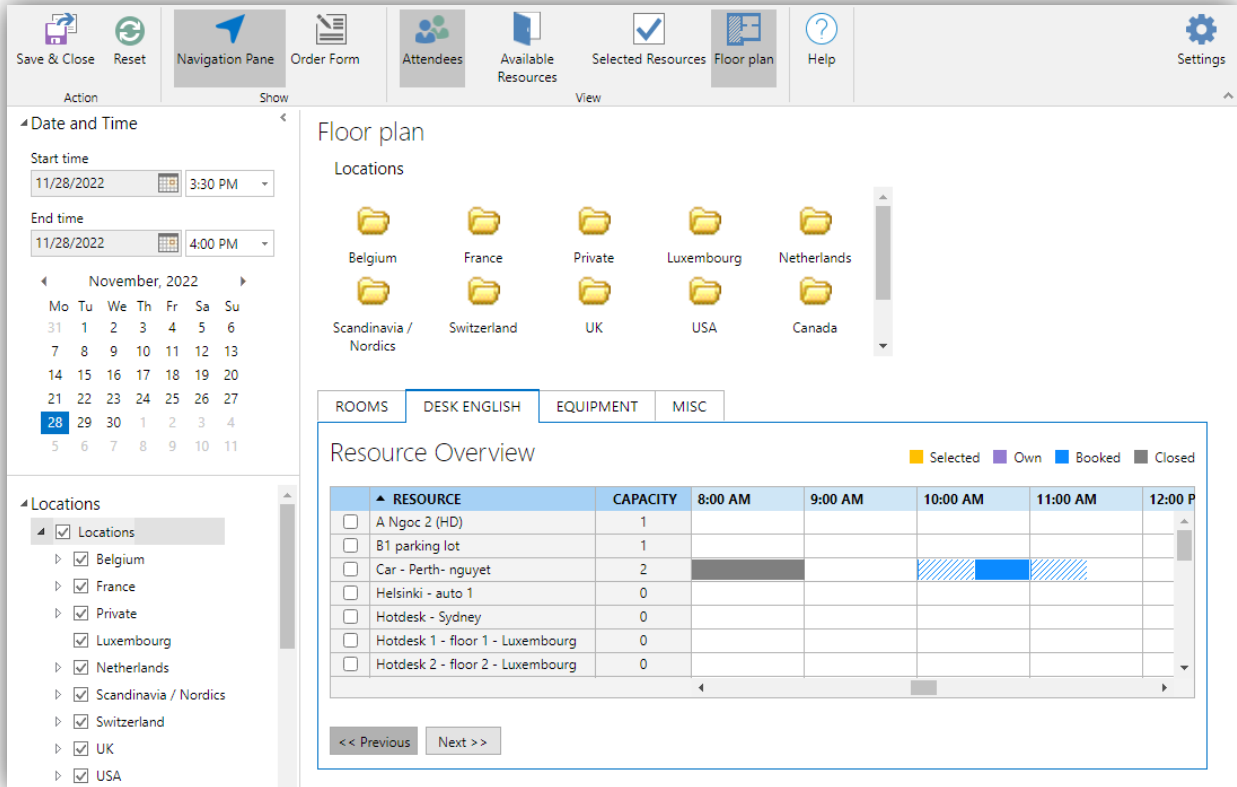 Save & Close Reset Navigation Pane Order Form Attendees Available Resources Selected Resources Floor plan Help Settings
Action Show View
Date and Time
Start time
11/28/2022 3:30 PM
End time
11/28/2022 4:00 PM
November, 2022
Mo Tu We Th Fr Sa Su
31 1 2 3 4 5 6
7 8 9 10 11 12 13
14 15 16 17 18 19 20
21 22 23 24 25 26 27
28 29 30 1 2 3 4
5 6 7 8 9 10 11
Locations
Locations
Belgium
France
Private
Luxembourg
Netherlands
Scandinavia / Nordics
Switzerland
UK
USA
Floor plan
Locations
Belgium France Private Luxembourg Netherlands
Scandinavia / Nordics Switzerland UK USA Canada
ROOMS DESK ENGLISH EQUIPMENT MISC
Resource Overview
Selected Own Booked Closed
RESOURCE CAPACITY 8:00 AM 9:00 AM 10:00 AM 11:00 AM 12:00 P
A Ngoc 2 (HD) 1
B1 parking lot 1
Car - Perth- nguyet 2
Helsinki - auto 1 0
Hotdesk - Sydney 0
Hotdesk 1 - floor 1 - Luxembourg 0
Hotdesk 2 - floor 2 - Luxembourg 0
<< Previous Next >>